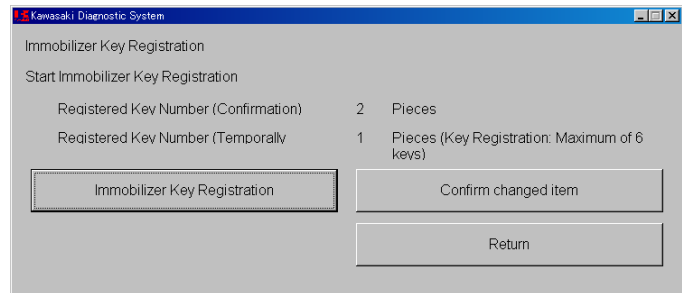 Kawasaki Diagnostic System
Immobilizer Key Registration
Start Immobilizer Key Registration
Registered Key Number (Confirmation) 2 Pieces
Registered Key Number (Temporally 1 Pieces (Key Registration: Maximum of 6
keys)
Immobilizer Key Registration Confirm changed item
Return